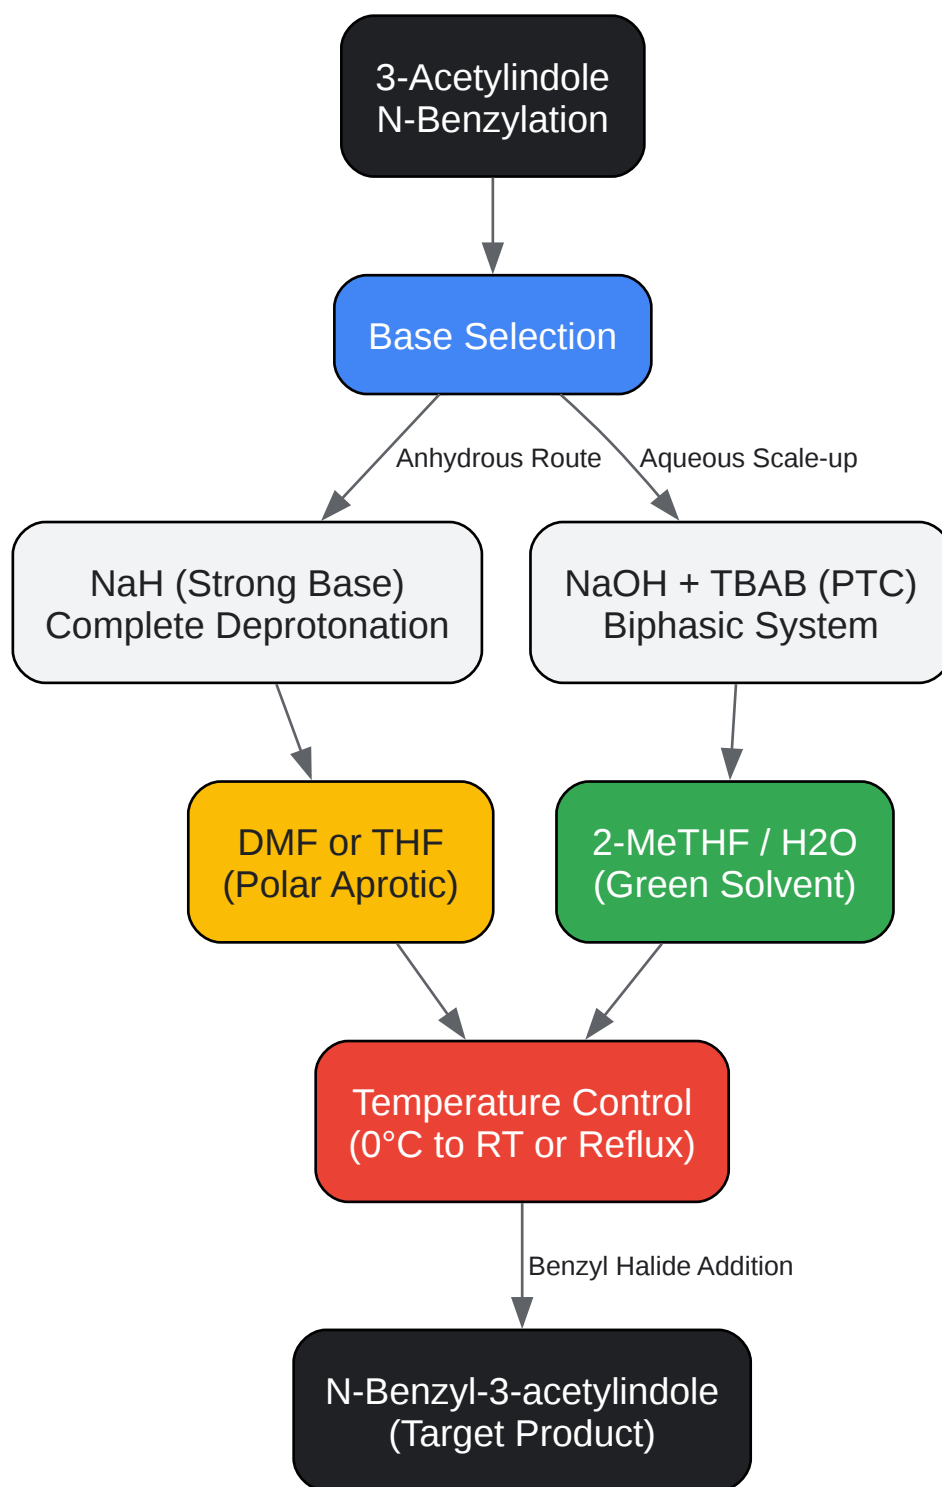 3-Acetylindole
N-Benzylation
Base Selection
Anhydrous Route
Aqueous Scale-up
NaH (Strong Base)
Complete Deprotonation
NaOH + TBAB (PTC)
Biphasic System
DMF or THF
(Polar Aprotic)
2-MeTHF / H2O
(Green Solvent)
Temperature Control
(0°C to RT or Reflux)
Benzyl Halide Addition
N-Benzyl-3-acetylindole
(Target Product)